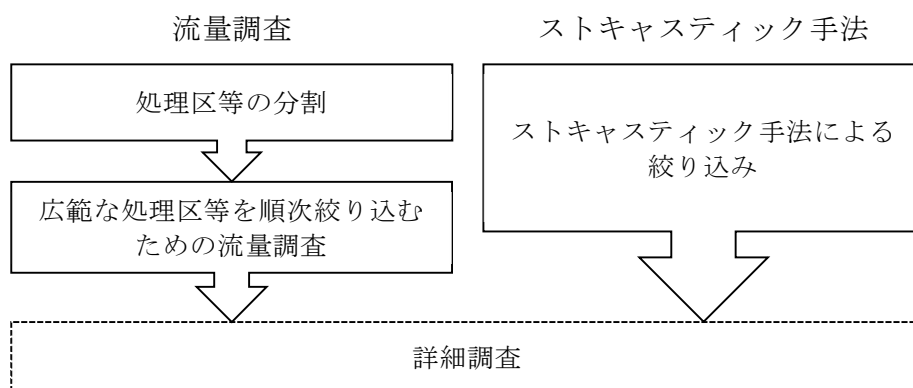 流量調査
処理区等の分割
広範な処理区等を順次絞り込む
ための流量調査
ストキャスティック手法
ストキャスティック手法による
絞り込み
詳細調査